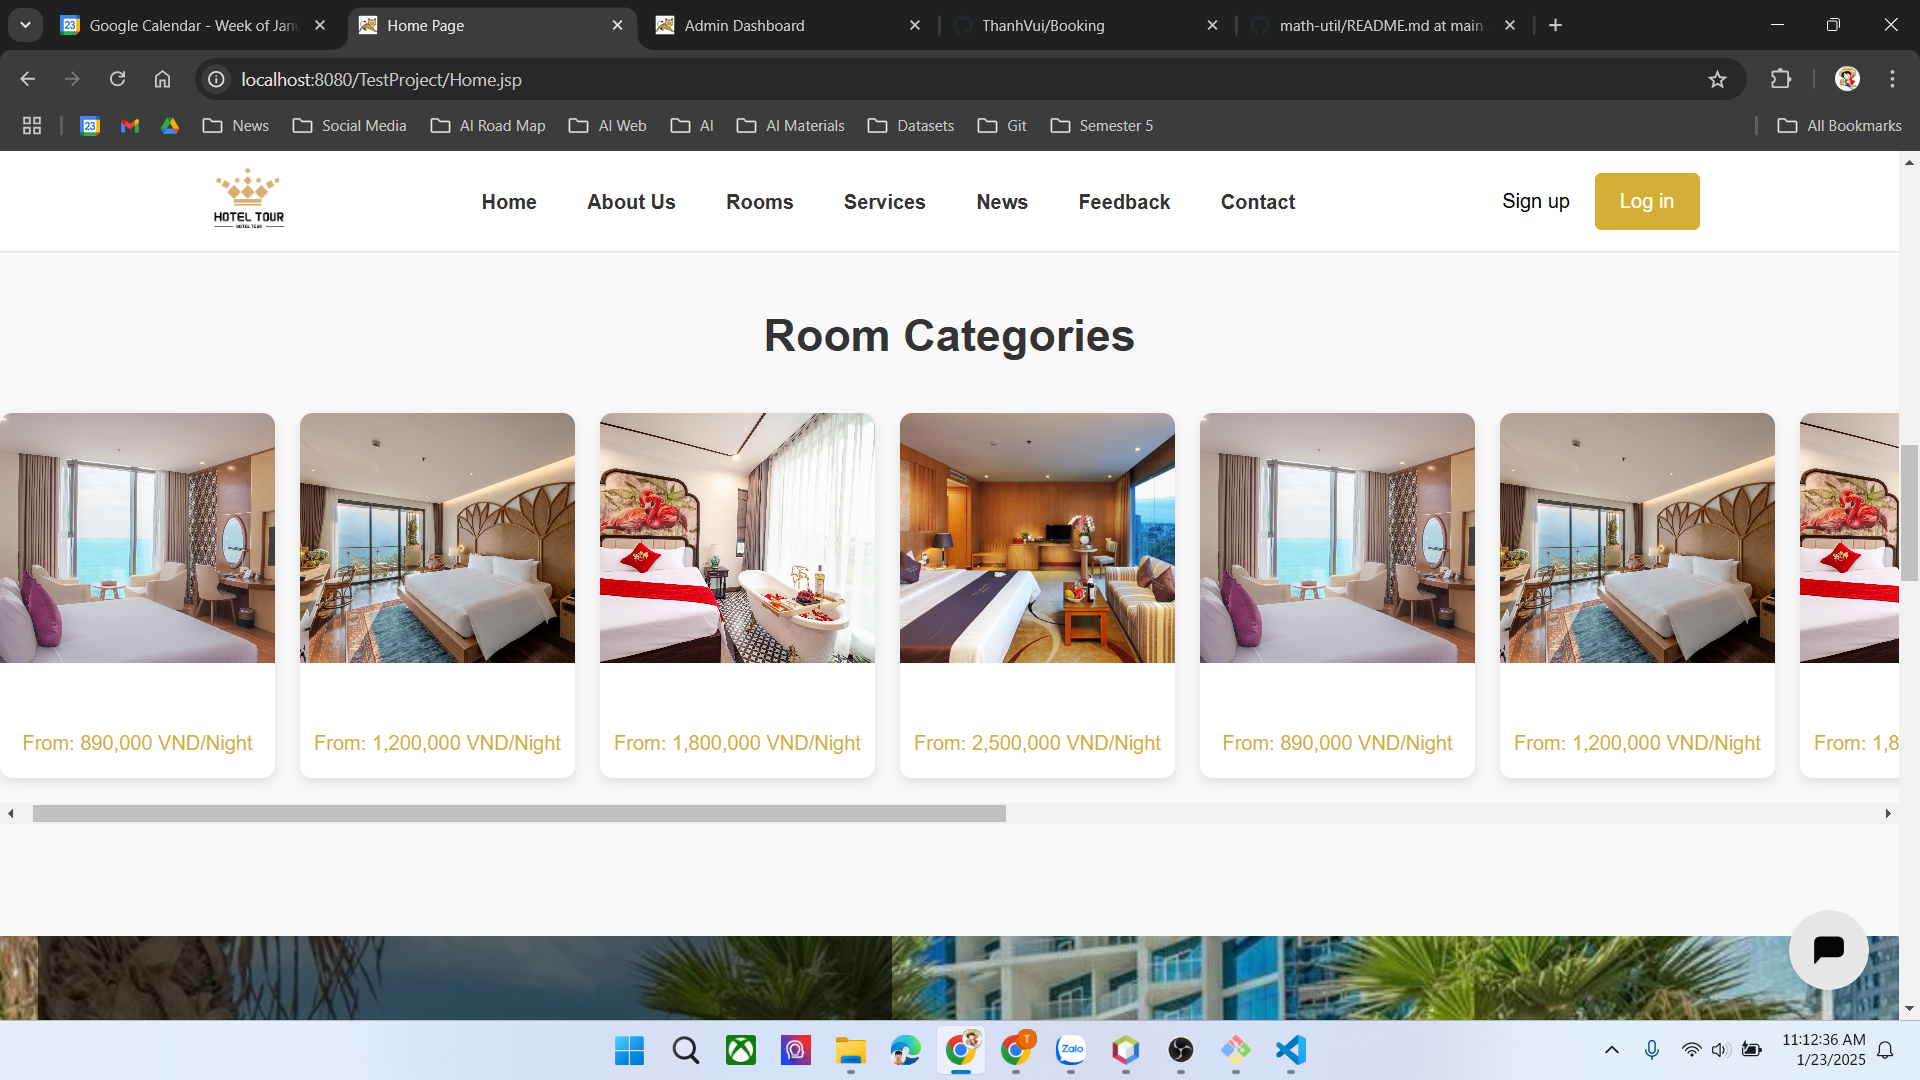 Google Calendar - Week of Jan
Home Page
Admin Dashboard
ThanhVui/Booking
math-util/README.md at main
localhost:8080/TestProject/Home.jsp
23
News
Social Media
AI Road Map
AI Web
AI
AI Materials
Datasets
Git
Semester 5
All Bookmarks
HOTEL TOUR
HOTEL TOUR
Home
About Us
Rooms
Services
News
Feedback
Contact
Sign up
Log in
Room Categories
From: 890,000 VND/Night
From: 1,200,000 VND/Night
From: 1,800,000 VND/Night
From: 2,500,000 VND/Night
From: 890,000 VND/Night
From: 1,200,000 VND/Night
From: 1,8
T
Zalo
11:12:36 AM
1/23/2025